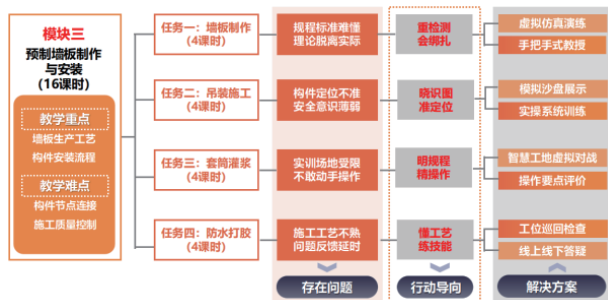 模块三
预制墙板制作
与安装
(16课时)
教学重点
墙板生产工艺
构件安装流程
教学难点
构件节点连接
施工质量控制
任务一：墙板制作
(4课时)
规程标准难懂
理论脱离实际
重检测
会绑扎
虚拟仿真演练
手把手式教授
任务二：吊装施工
(4课时)
构件定位不准
安全意识薄弱
晓识图
准定位
模拟沙盘展示
实操系统训练
任务三：套筒灌浆
(4课时)
实训场地受限
不敢动手操作
明规程
精操作
智慧工地虚拟对战
操作要点评价
任务四：防水打胶
(4课时)
施工工艺不熟
问题反馈延时
懂工艺
练技能
工位巡回检查
线上线下答疑
存在问题
行动导向
解决方案